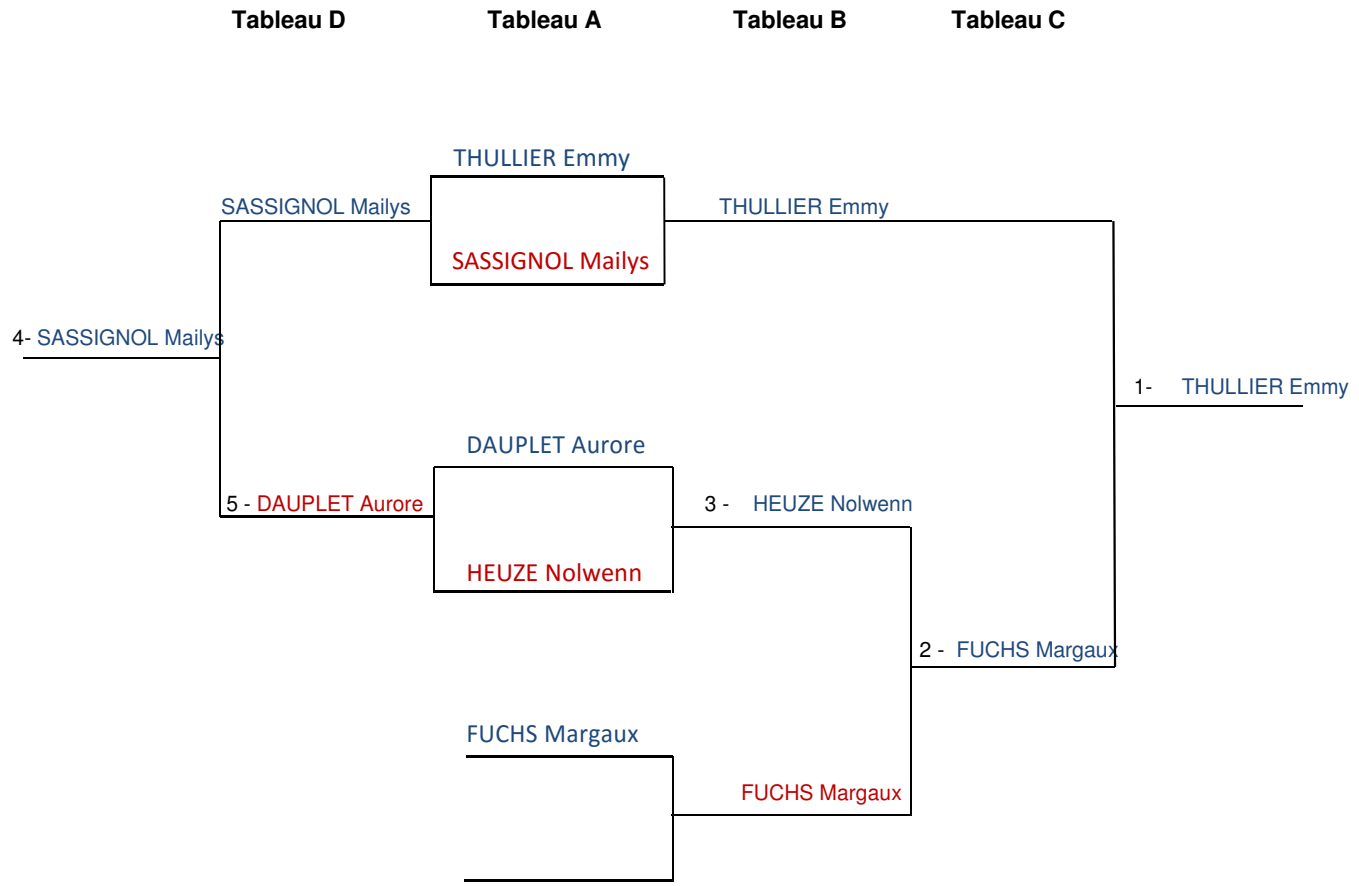 Tableau D Tableau A Tableau B Tableau C
THULLIER Emmy
SASSIGNOL Mailys THULLIER Emmy
SASSIGNOL Mailys
4- SASSIGNOL Mailys
1- THULLIER Emmy
DAUPLET Aurore
5 - DAUPLET Aurore 3 - HEUZE Nolwenn
HEUZE Nolwenn
2 - FUCHS Margaux
FUCHS Margaux
FUCHS Margaux